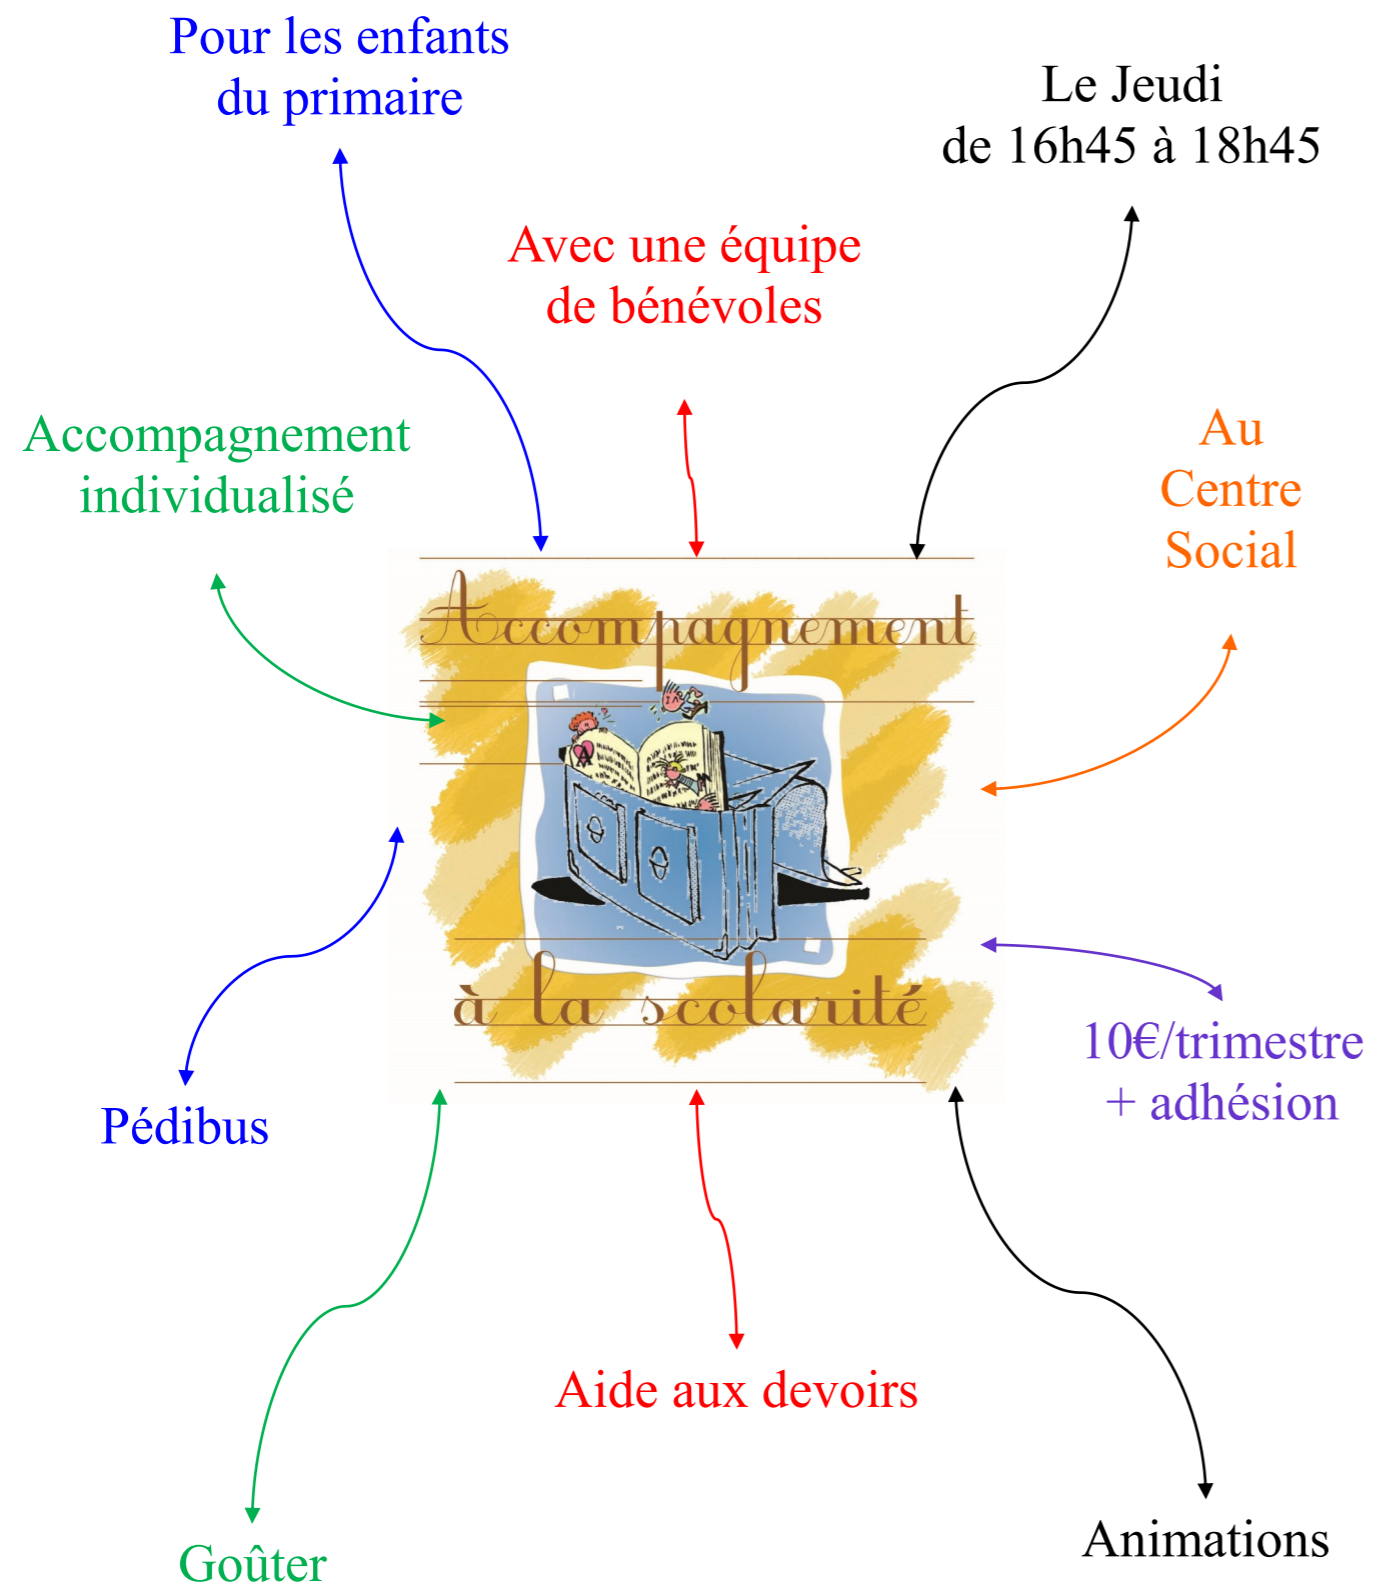 Pour les enfants
du primaire
Le Jeudi
de 16h45 à 18h45
Avec une équipe
de bénévoles
Accompagnement
individualisé
Au
Centre
Social
Accompagnement
A
à la scolarité
10€/trimestre
+ adhésion
Pédibus
Aide aux devoirs
Goûter
Animations